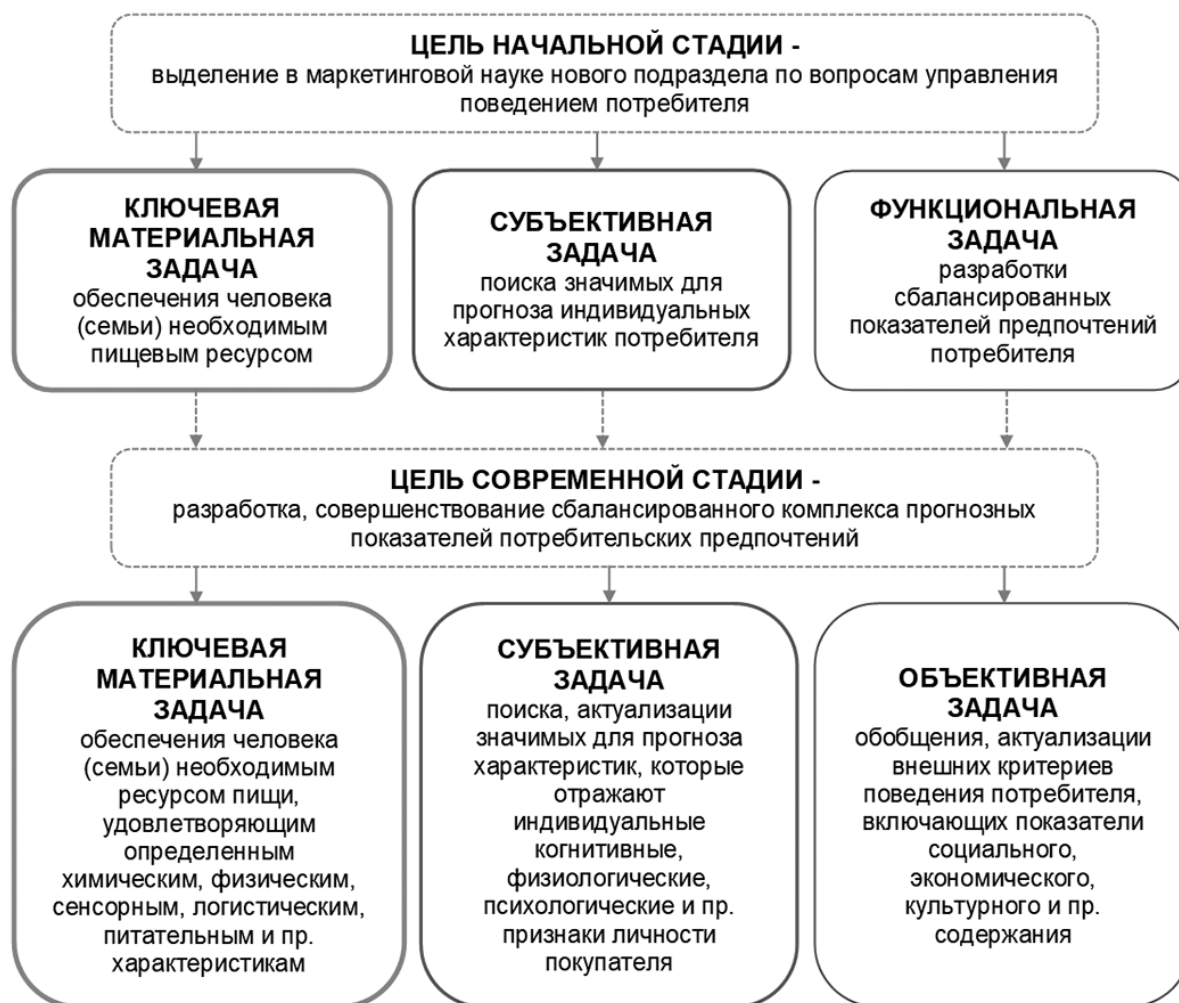 ЦЕЛЬ НАЧАЛЬНОЙ СТАДИИ -
выделение в маркетинговой науке нового подраздела по вопросам управления
поведением потребителя
КЛЮЧЕВАЯ
МАТЕРИАЛЬНАЯ
ЗАДАЧА
обеспечения человека
(семьи) необходимым
пищевым ресурсом
СУБЪЕКТИВНАЯ
ЗАДАЧА
поиска значимых для
прогноза индивидуальных
характеристик потребителя
ФУНКЦИОНАЛЬНАЯ
ЗАДАЧА
разработки
сбалансированных
показателей предпочтений
потребителя
ЦЕЛЬ СОВРЕМЕННОЙ СТАДИИ -
разработка, совершенствование сбалансированного комплекса прогнозных
показателей потребительских предпочтений
КЛЮЧЕВАЯ
МАТЕРИАЛЬНАЯ
ЗАДАЧА
обеспечения человека
(семьи) необходимым
ресурсом пищи,
удовлетворяющим
определенным
химическим, физическим,
сенсорным, логистическим,
питательным и пр.
характеристикам
СУБЪЕКТИВНАЯ
ЗАДАЧА
поиска, актуализации
значимых для прогноза
характеристик, которые
отражают
индивидуальные
когнитивные,
физиологические,
психологические и пр.
признаки личности
покупателя
ОБЪЕКТИВНАЯ
ЗАДАЧА
обобщения, актуализации
внешних критериев
поведения потребителя,
включающих показатели
социального,
экономического,
культурного и пр.
содержания